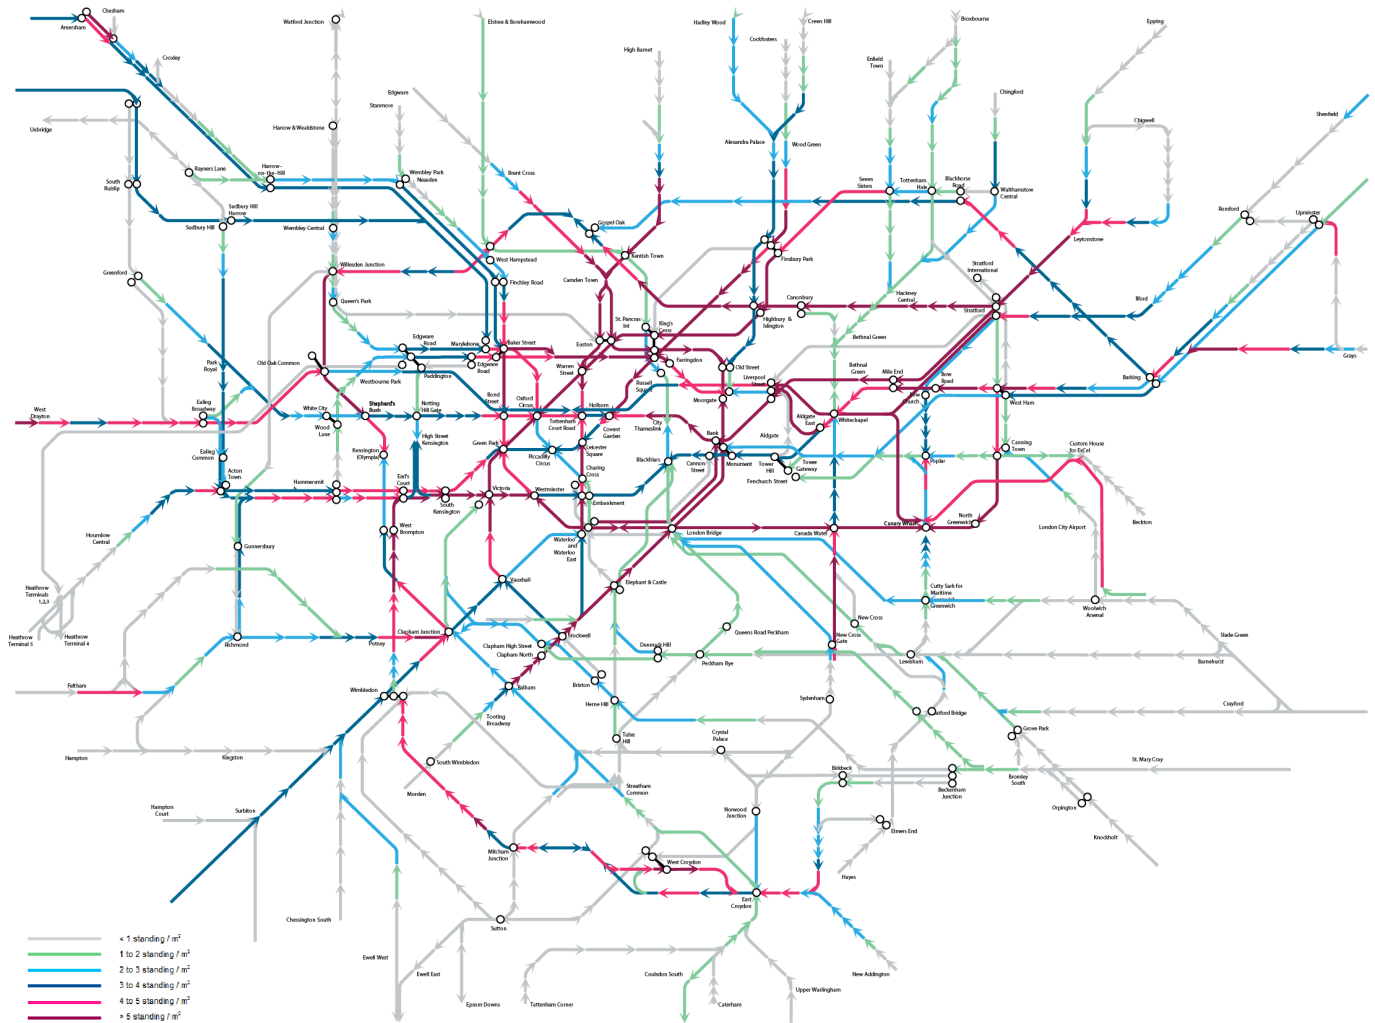 Chesham
Amersham
Watford Junction
Elstree & Borehamwood
Hadley Wood
Crews Hill
Broxbourne
Epping
Cockfosters
High Barnet
Croxley
Enfield
Town
Edgware
Chingford
Stanmore
Shenfield
Uxbridge
Harrow & Wealdstone
Chigwell
Alexandra Palace
Wood Green
Rayners Lane
Harrow-
on-the-Hill
Wembley Park
Neasden
Brent Cross
South
Ruislip
Seven
Sisters
Tottenham
Hale
Blackhorse
Road
Walthamstow
Central
Sudbury Hill
Harrow
Sudbury Hill
Wembley Central
Gospel Oak
Romford
Upminster
Leytonstone
Kentish Town
Finsbury Park
West Hampstead
Willesden Junction
Stratford
International
Greenford
Finchley Road
Camden Town
Queen's Park
Canonbury
Hackney
Central
Stratford
Ilford
St. Pancras
Int
King's
Cross
Highbury &
Islington
Edgware
Road
Marylebone
Baker Street
Euston
Bethnal Green
Old Oak Common
Park
Royal
Westbourne Park
Paddington
Edgware
Road
Warren
Street
Farringdon
Old Street
Liverpool
Street
Bethnal
Green
Mile End
Bow
Road
Grays
Barking
Russell
Square
Moorgate
Bow
Church
West Ham
West
Drayton
Ealing
Broadway
White City
Wood
Lane
Shepherd's
Bush
Notting
Hill Gate
Bond
Street
Oxford
Circus
Holborn
Tottenham
Court Road
Covent
Garden
City
Thameslink
Aldgate
East
Whitechapel
Aldgate
Bank
High Street
Kensington
Green Park
Piccadilly
Circus
Leicester
Square
Kensington
(Olympia)
Ealing
Common
Acton
Town
Blackfriars
Cannon
Street
Monument
Tower
Hill
Tower
Gateway
Fenchurch Street
Poplar
Canning
Town
Custom House
for ExCel
Charing
Cross
Hammersmit
Earl's
Court
South
Kensington
Victoria
Westminster
Embankment
Beckton
Hounslow
Central
West
Brompton
Waterloo
and
Waterloo
East
London Bridge
Canada Water
Canary Wharf
North
Greenwich
London City Airport
Gunnersbury
Heathrow
Terminals
1,2,3
Vauxhall
Elephant & Castle
Cutty Sark for
Maritime
Greenwich
Woolwich
Arsenal
Heathrow
Terminal 5
Heathrow
Terminal 4
Richmond
Putney
Clapham Junction
Stockwell
Clapham High Street
Clapham North
Denmark Hill
Queens Road Peckham
Peckham Rye
New Cross
New Cross
Gate
Lewisham
Slade Green
Barnehurst
Feltham
Wimbledon
Balham
Brixton
Herne Hill
Sydenham
Crayford
Tooting
Broadway
Tulse
Hill
Crystal
Palace
Grove Park
Hampton
Kingston
South Wimbledon
Morden
Streatham
Common
Birkbeck
Beckenham
Junction
Bromley
South
St. Mary Cray
Orpington
Hampton
Court
Surbiton
Norwood
Junction
Elmers End
Knockholt
Mitcham
Junction
West Croydon
Hayes
East
Croydon
Chessington South
Sutton
Ewell West
Ewell East
Epsom Downs
Tattenham Corner
Coulsdon South
Caterham
Upper Warlingham
New Addington
< 1 standing / m²
1 to 2 standing / m²
2 to 3 standing / m²
3 to 4 standing / m²
4 to 5 standing / m²
> 5 standing / m²